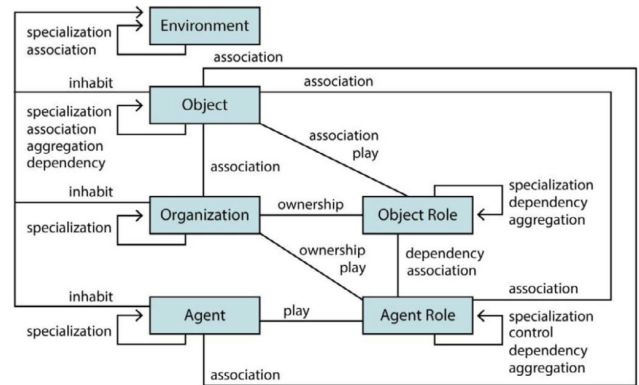 specialization
association
Environment
association
inhabit
association
specialization
association
aggregation
dependency
Object
association
play
association
inhabit
specialization
Organization
ownership
Object Role
specialization
dependency
aggregation
ownership
play
dependency
association
inhabit
specialization
Agent
play
Agent Role
association
specialization
control
dependency
aggregation
association